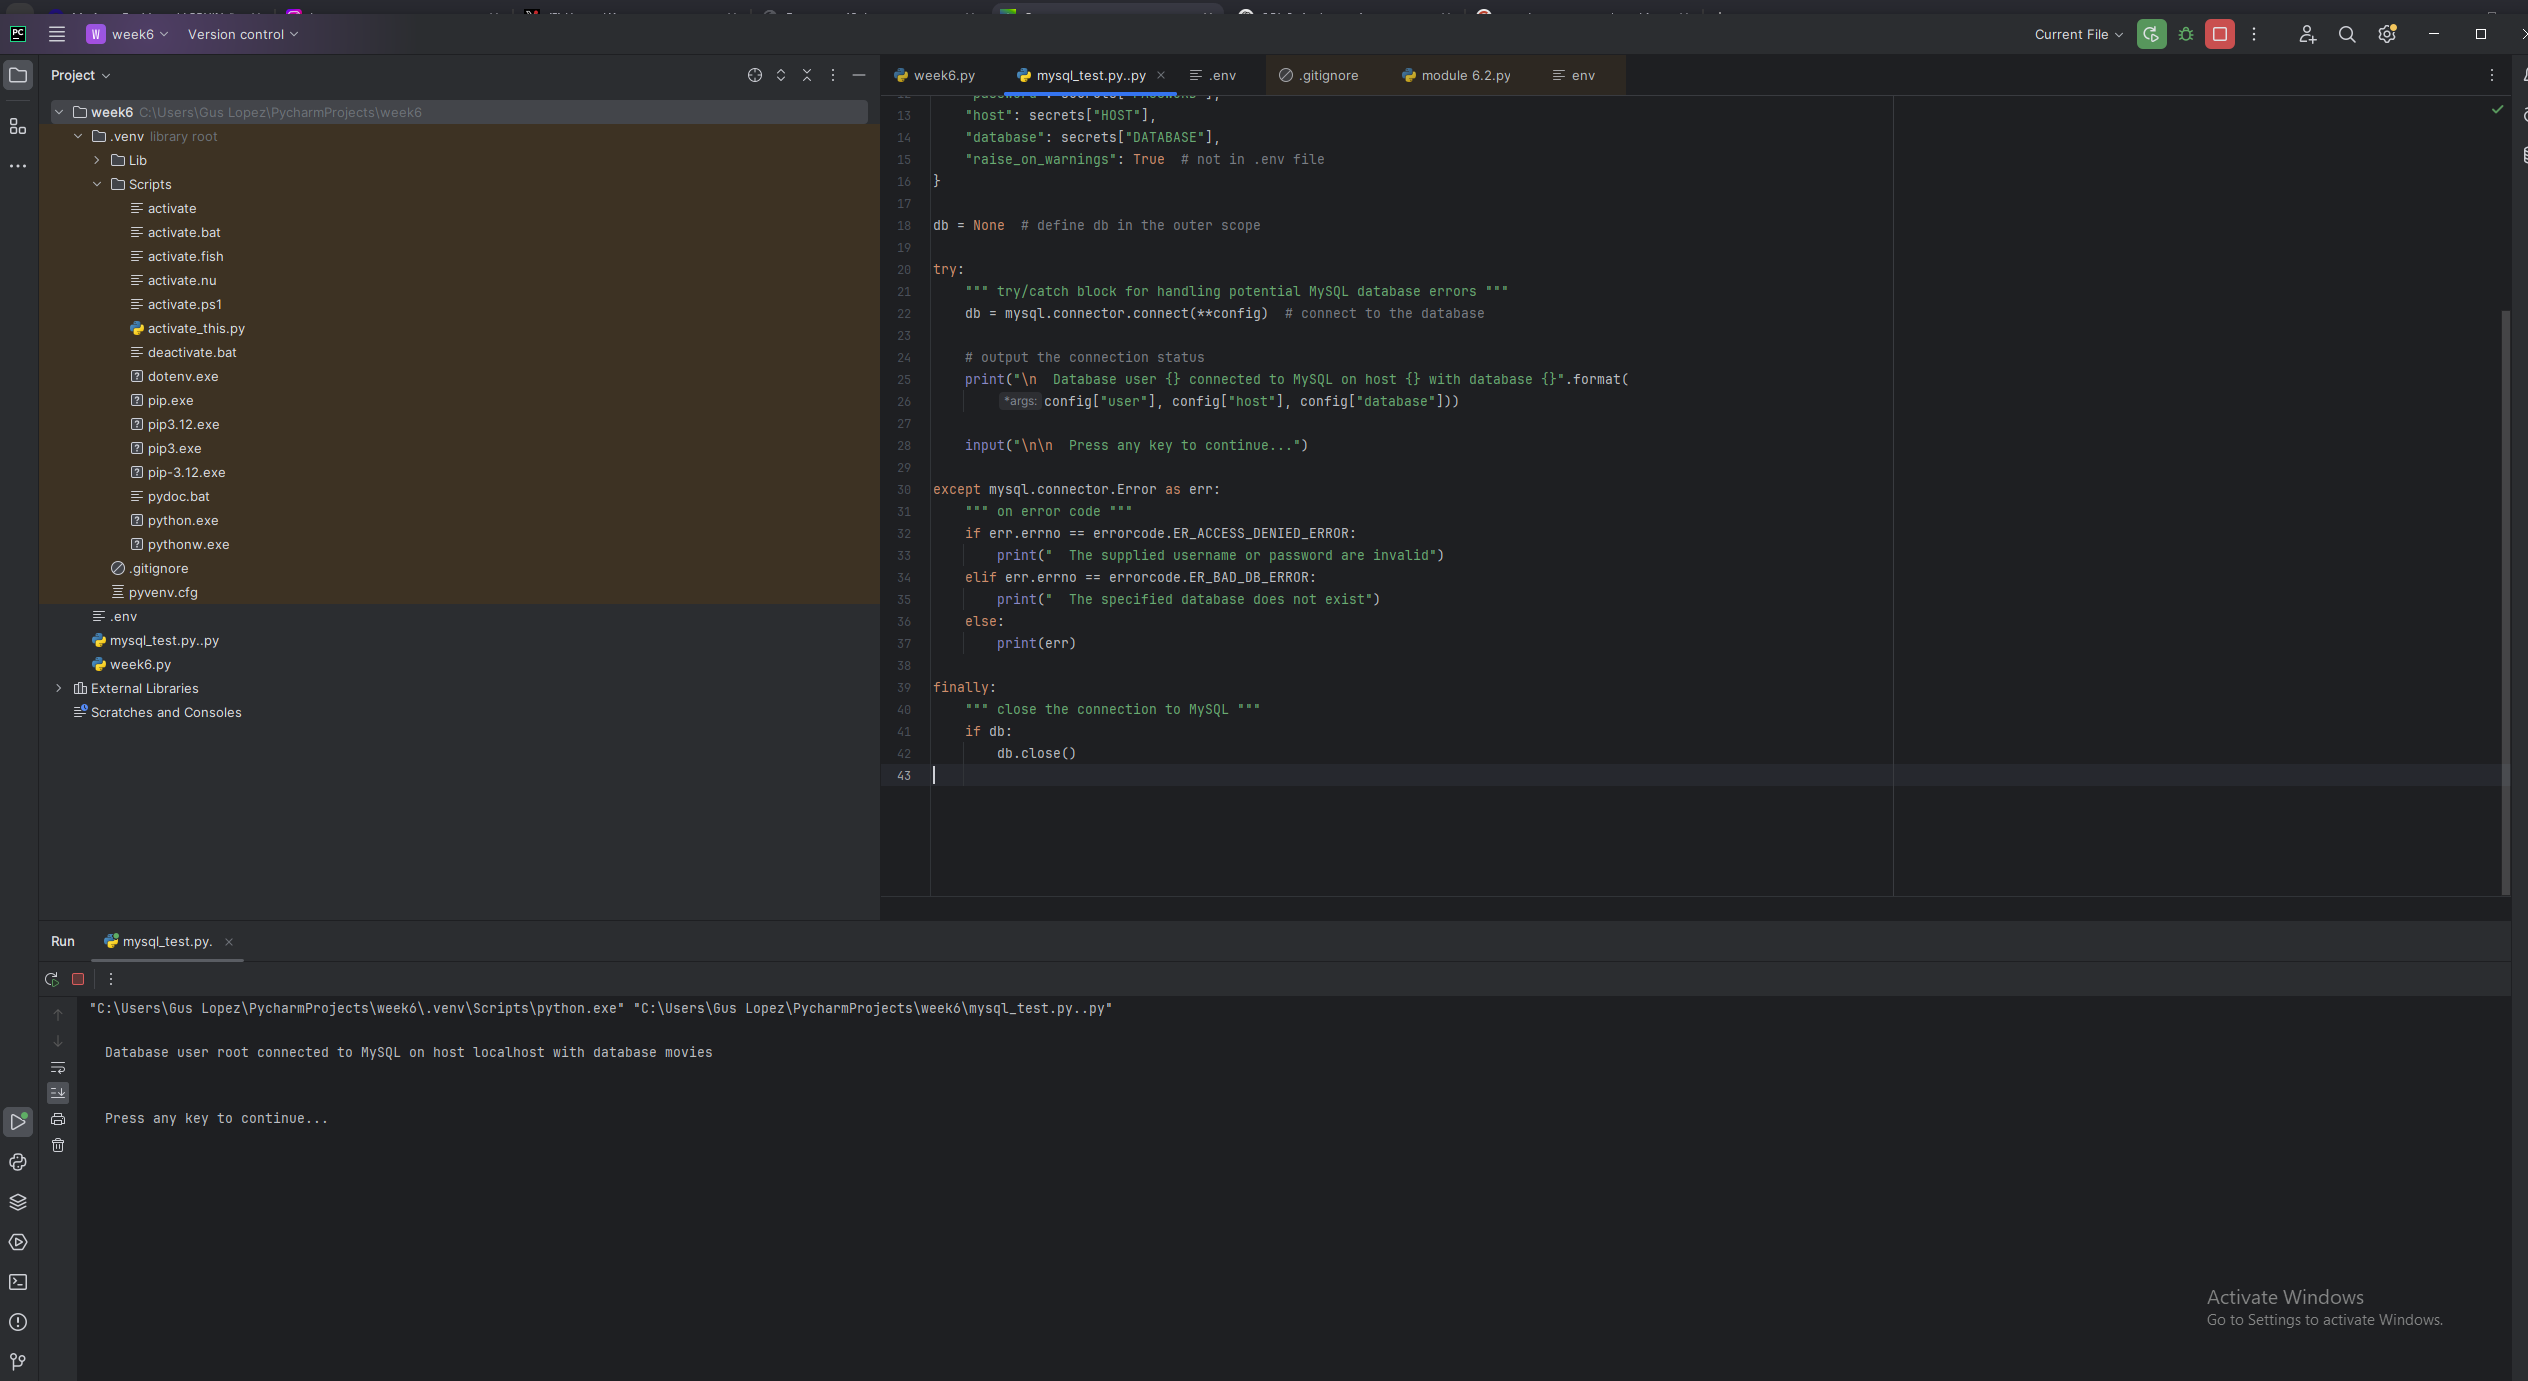 PC
W week6
Version control
Current File
Project
week6 C:\Users\Gus Lopez\PycharmProjects\week6
.venv library root
Lib
Scripts
activate
activate.bat
activate.fish
activate.nu
activate.ps1
activate_this.py
deactivate.bat
dotenv.exe
pip.exe
pip3.12.exe
pip3.exe
pip-3.12.exe
pydoc.bat
python.exe
pythonw.exe
.gitignore
pyvenv.cfg
.env
mysql_test.py..py
week6.py
External Libraries
Scratches and Consoles
week6.py mysql_test.py..py .env .gitignore module 6.2.py env
13 "host": secrets["HOST"],
14 "database": secrets["DATABASE"],
15 "raise_on_warnings": True # not in .env file
16 }
17
18 db = None # define db in the outer scope
19
20 try:
21 """ try/catch block for handling potential MySQL database errors """
22 db = mysql.connector.connect(**config) # connect to the database
23
24 # output the connection status
25 print("\n Database user {} connected to MySQL on host {} with database {}".format(
26 *args: config["user"], config["host"], config["database"]))
27
28 input("\n\n Press any key to continue...")
29
30 except mysql.connector.Error as err:
31 """ on error code """
32 if err.errno == errorcode.ER_ACCESS_DENIED_ERROR:
33 print(" The supplied username or password are invalid")
34 elif err.errno == errorcode.ER_BAD_DB_ERROR:
35 print(" The specified database does not exist")
36 else:
37 print(err)
38
39 finally:
40 """ close the connection to MySQL """
41 if db:
42 db.close()
43
Run mysql_test.py.
"C:\Users\Gus Lopez\PycharmProjects\week6\.venv\Scripts\python.exe" "C:\Users\Gus Lopez\PycharmProjects\week6\mysql_test.py..py"
Database user root connected to MySQL on host localhost with database movies
Press any key to continue...
Activate Windows
Go to Settings to activate Windows.